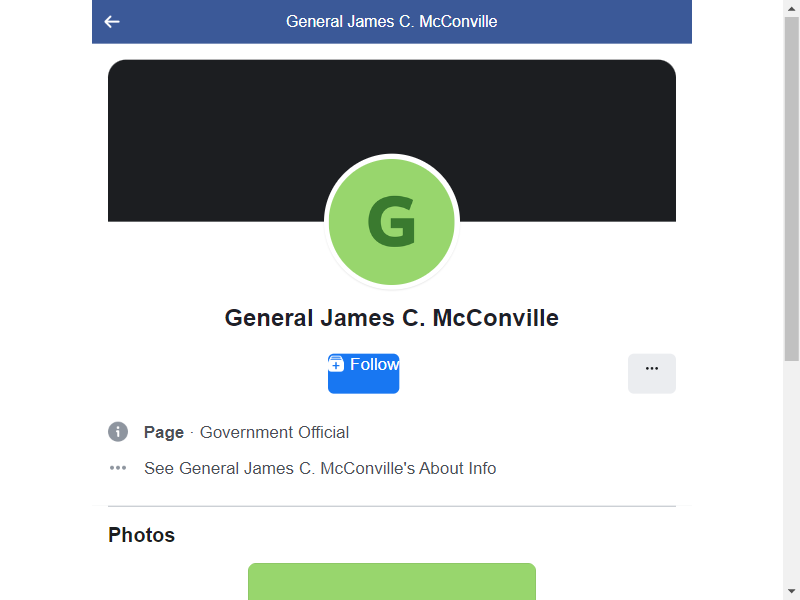 General James C. McConville
G
General James C. McConville
Follow
Page · Government Official
See General James C. McConville's About Info
Photos